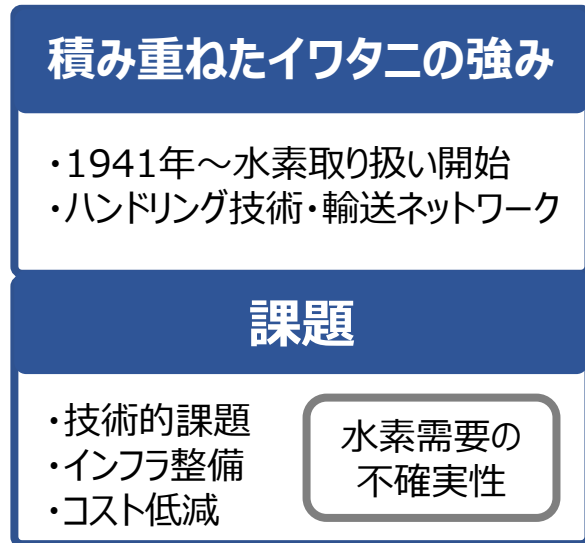 積み重ねたイワタニの強み
・1941年～水素取り扱い開始
・ハンドリング技術・輸送ネットワーク
課題
・技術的課題
・インフラ整備
・コスト低減
水素需要の
不確実性